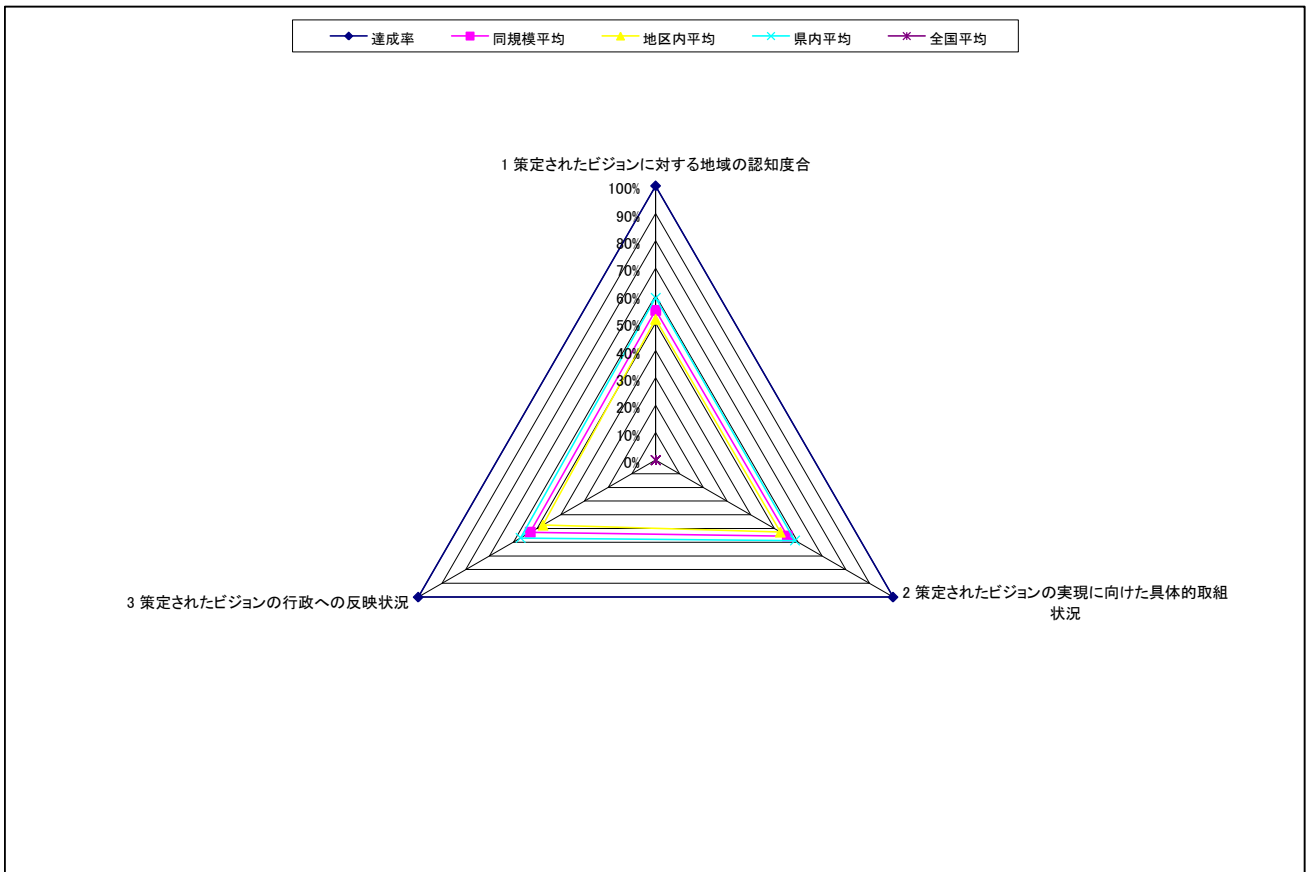 達成率 同規模平均 地区内平均 県内平均 全国平均
1 策定されたビジョンに対する地域の認知度合
100%
90%
80%
70%
60%
50%
40%
30%
20%
10%
0%
3 策定されたビジョンの行政への反映状況
2 策定されたビジョンの実現に向けた具体的取組
状況